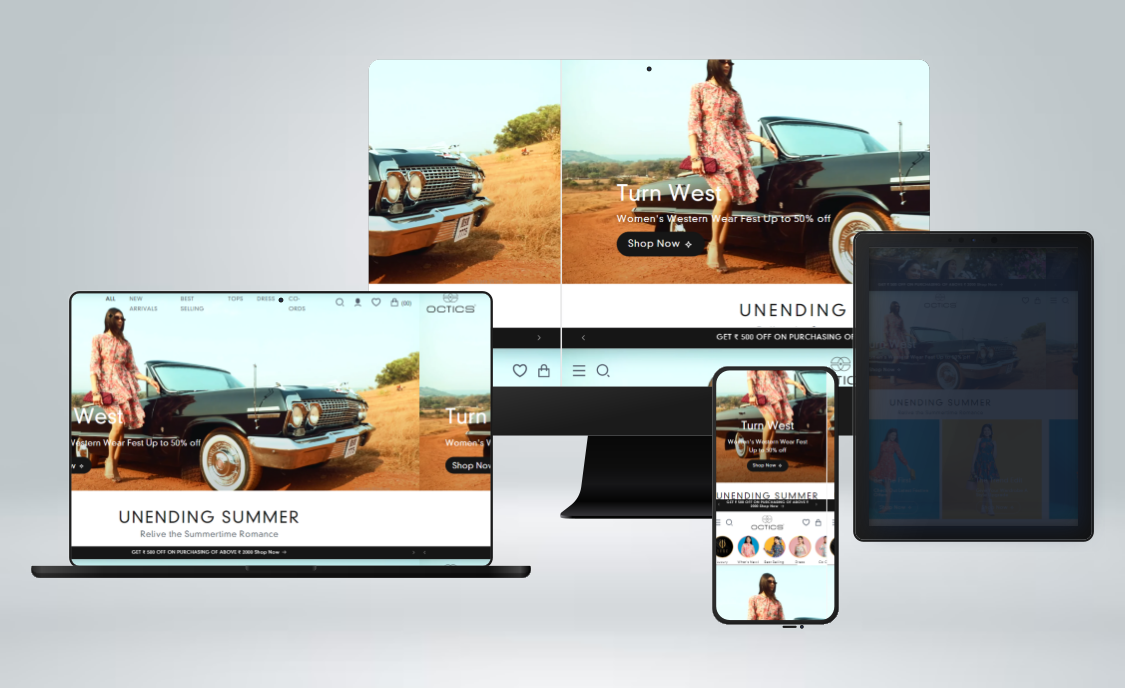 Turn West
Women's Western Wear Fest Up to 50% off
Shop Now
UNENDING
GET ₹ 500 OFF ON PURCHASING OF
ALL
NEW ARRIVALS
BEST SELLING
TOPS
DRESS
CO-ORDS
(00)
OCTICS
West
Western Wear Fest Up to 50% off
Turn
Women's W
Shop Now
UNENDING SUMMER
Relive the Summertime Romance
GET ₹ 500 OFF ON PURCHASING OF ABOVE ₹ 2000 Shop Now
Turn West
Women's Western Wear Fest
Up to 50% off
Shop Now
UNENDING SUMMER
GET ₹ 500 OFF ON PURCHASING OF ABOVE ₹
2000 Shop Now
OCTICS
Best Selling
Dress
OCTICS
UNENDING SUMMER